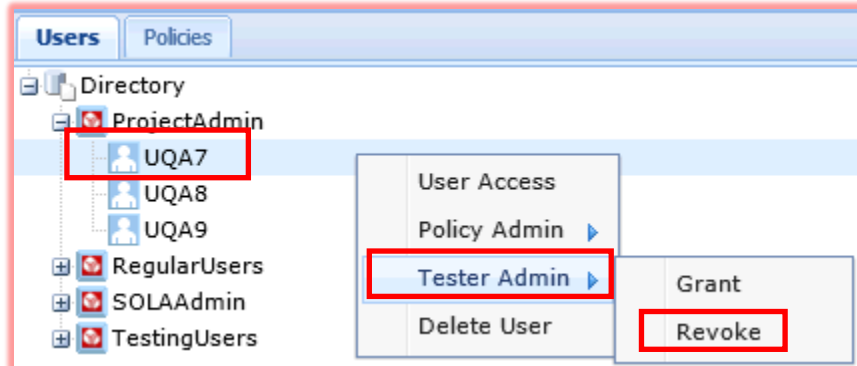 Users Policies
Directory
ProjectAdmin
UQA7
UQA8
UQA9
RegularUsers
SOLAAdmin
TestingUsers
User Access
Policy Admin
Tester Admin
Delete User
Grant
Revoke